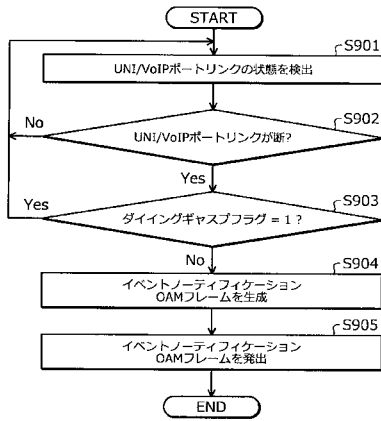 START
S901
UNI/VoIPポートリンクの状態を検出
S902
No
UNI/VoIPポートリンクが断?
Yes
S903
Yes
ダイイングギャスプフラグ = 1 ?
No
S904
イベントノーティフィケーション
OAMフレームを生成
S905
イベントノーティフィケーション
OAMフレームを発出
END